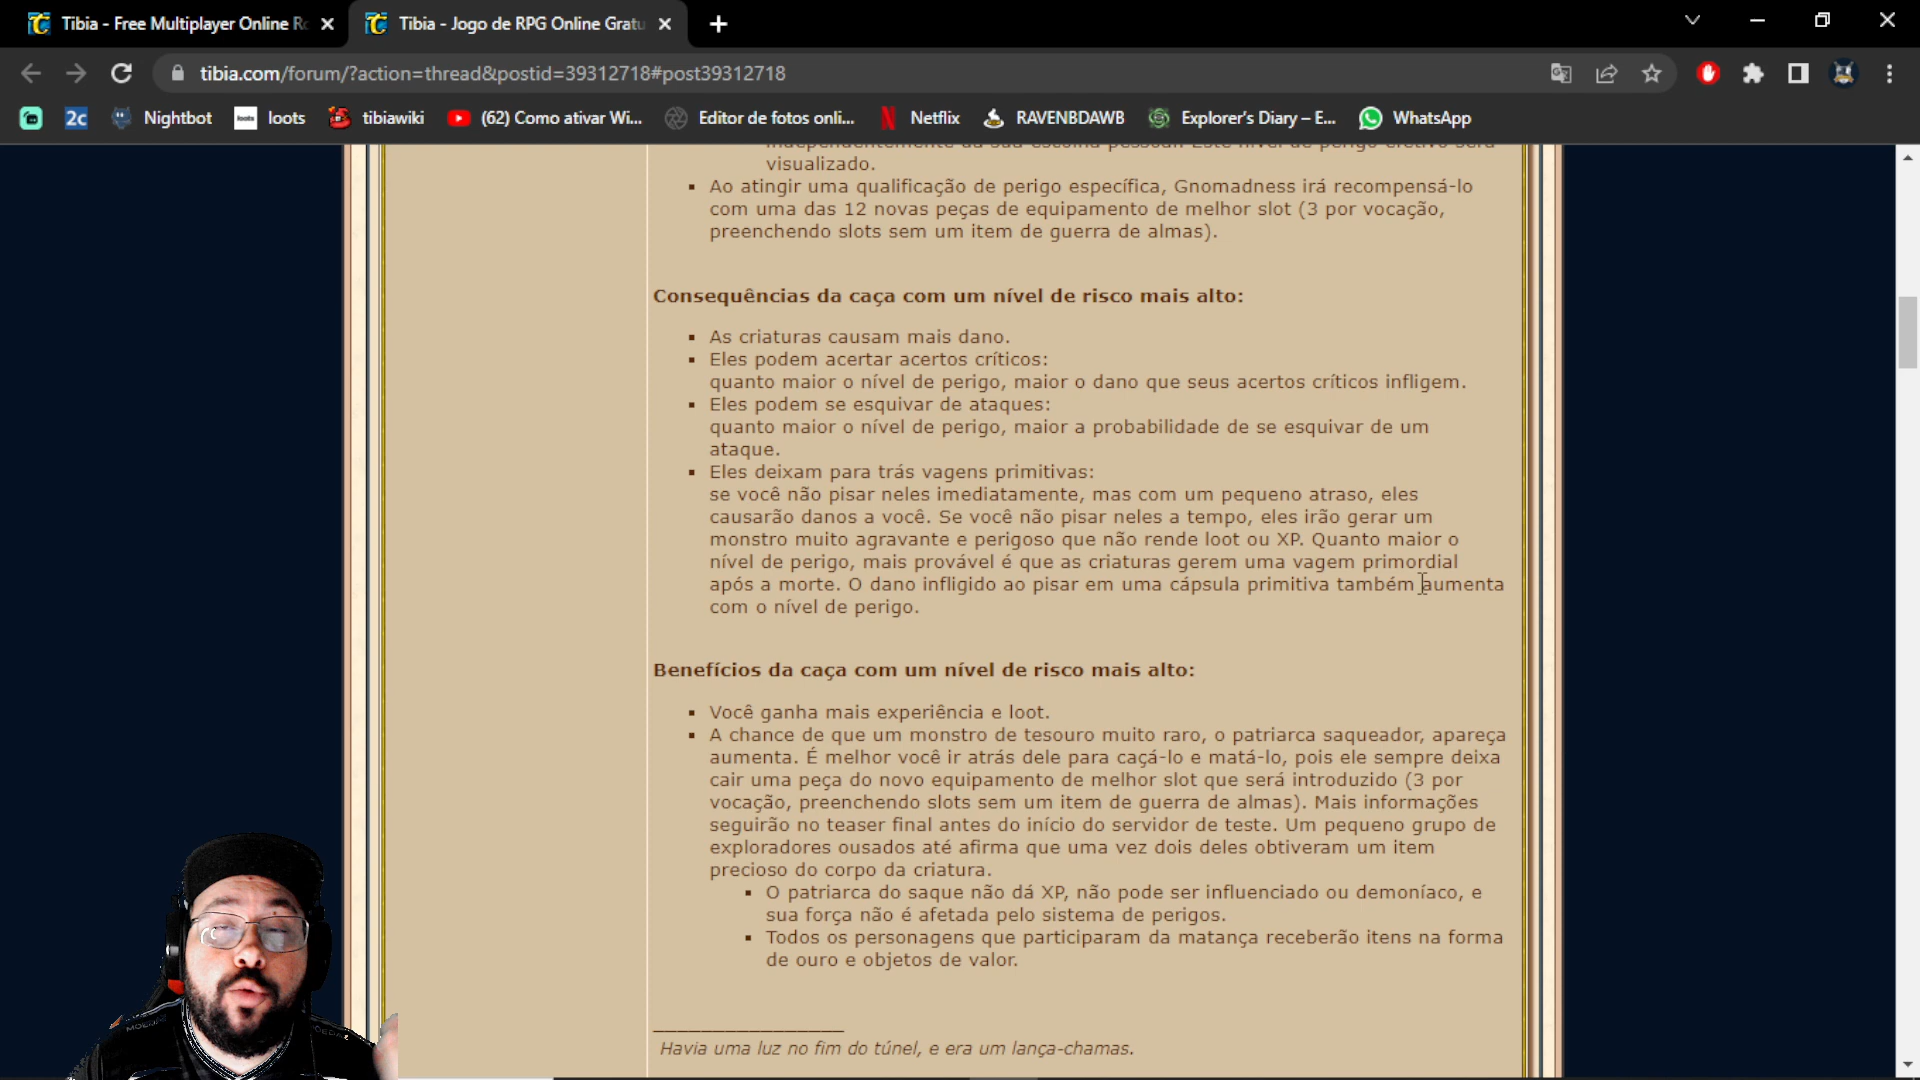 Tibia - Free Multiplayer Online Ro
Tibia - Jogo de RPG Online Gratu
tibia.com/forum/?action=thread&postid=39312718#post39312718
2c
Nightbot
loots
loots
tibiawiki
(62) Como ativar Wi...
Editor de fotos onli...
Netflix
RAVENBDAWB
Explorer's Diary – E...
WhatsApp
independentemente da sua escolha pessoal. Este nível de perigo efetivo será
visualizado.
Ao atingir uma qualificação de perigo específica, Gnomadness irá recompensá-lo
com uma das 12 novas peças de equipamento de melhor slot (3 por vocação,
preenchendo slots sem um item de guerra de almas).
Consequências da caça com um nível de risco mais alto:
As criaturas causam mais dano.
Eles podem acertar acertos críticos:
quanto maior o nível de perigo, maior o dano que seus acertos críticos infligem.
Eles podem se esquivar de ataques:
quanto maior o nível de perigo, maior a probabilidade de se esquivar de um
ataque.
Eles deixam para trás vagens primitivas:
se você não pisar neles imediatamente, mas com um pequeno atraso, eles
causarão danos a você. Se você não pisar neles a tempo, eles irão gerar um
monstro muito agravante e perigoso que não rende loot ou XP. Quanto maior o
nível de perigo, mais provável é que as criaturas gerem uma vagem primordial
após a morte. O dano infligido ao pisar em uma cápsula primitiva também aumenta
com o nível de perigo.
Benefícios da caça com um nível de risco mais alto:
Você ganha mais experiência e loot.
A chance de que um monstro de tesouro muito raro, o patriarca saqueador, apareça
aumenta. É melhor você ir atrás dele para caçá-lo e matá-lo, pois ele sempre deixa
cair uma peça do novo equipamento de melhor slot que será introduzido (3 por
vocação, preenchendo slots sem um item de guerra de almas). Mais informações
seguirão no teaser final antes do início do servidor de teste. Um pequeno grupo de
exploradores ousados até afirma que uma vez dois deles obtiveram um item
precioso do corpo da criatura.
O patriarca do saque não dá XP, não pode ser influenciado ou demoníaco, e
sua força não é afetada pelo sistema de perigos.
Todos os personagens que participaram da matança receberão itens na forma
de ouro e objetos de valor.
Havia uma luz no fim do túnel, e era um lança-chamas.